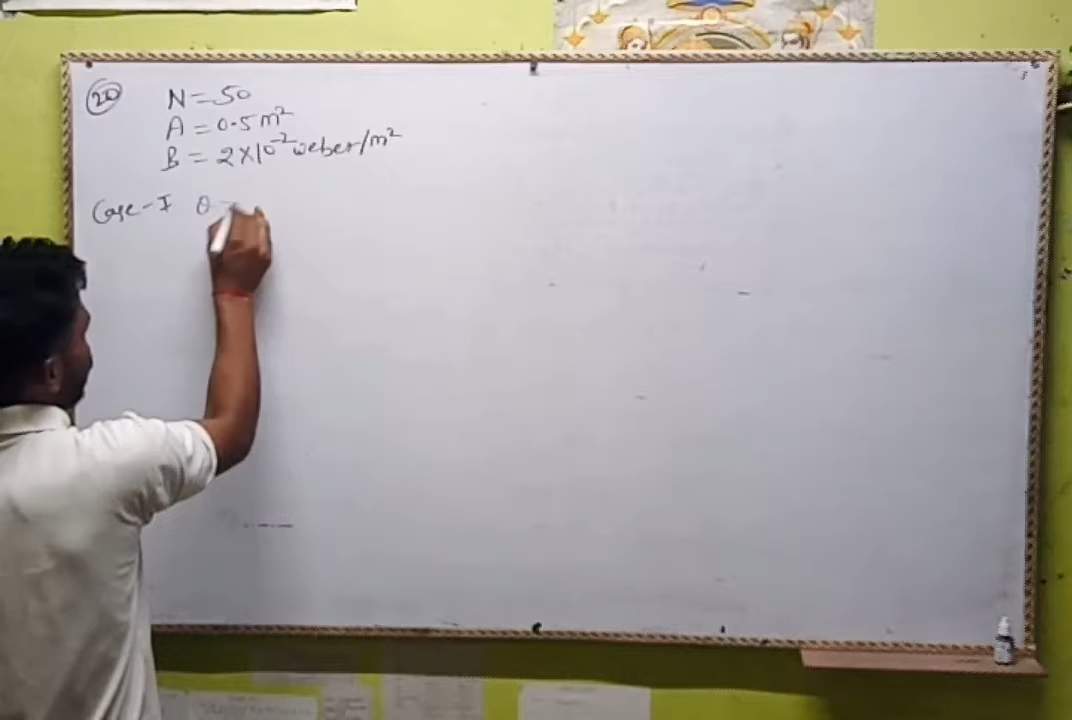 20 N = 50
A = 0.5 m²
B = 2×10⁻² weber/m²
Case-I θ =